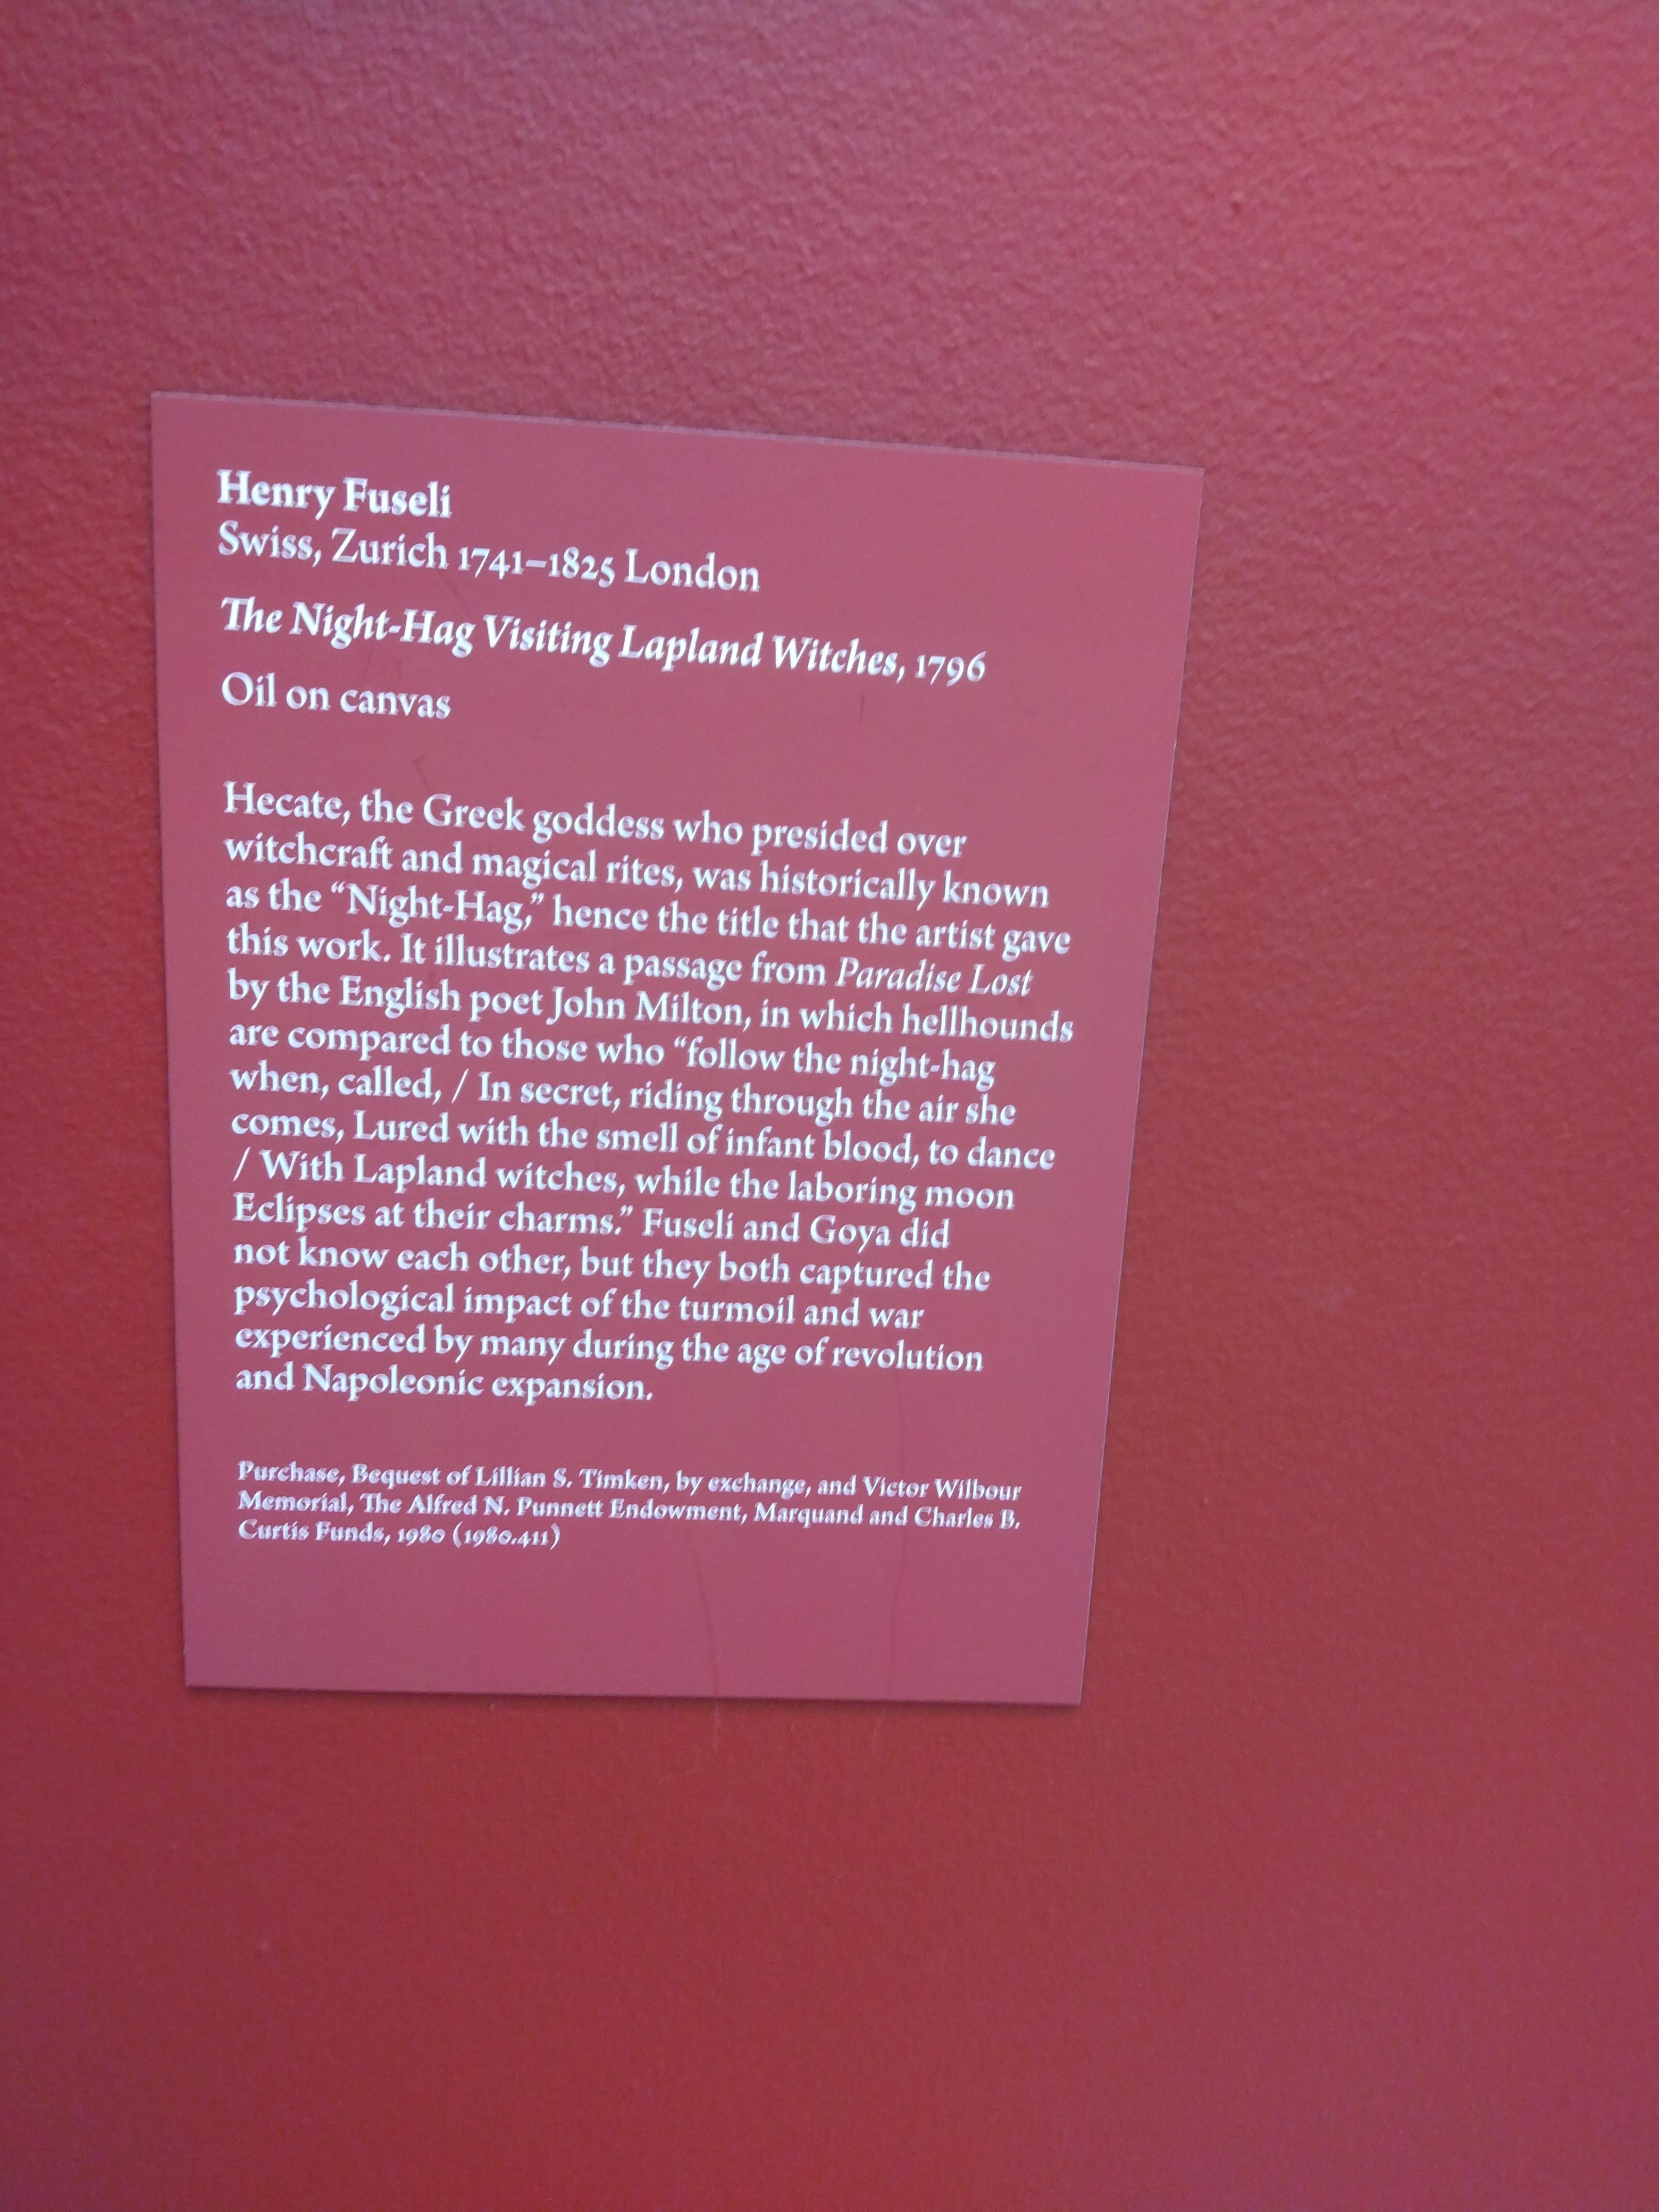 Henry Fuseli
Swiss, Zurich 1741–1825 London
The Night-Hag Visiting Lapland Witches, 1796
Oil on canvas
Hecate, the Greek goddess who presided over
witchcraft and magical rites, was historically known
as the “Night-Hag,” hence the title that the artist gave
this work. It illustrates a passage from Paradise Lost
by the English poet John Milton, in which hellhounds
are compared to those who “follow the night-hag
when, called, / In secret, riding through the air she
comes, Lured with the smell of infant blood, to dance
/ With Lapland witches, while the laboring moon
Eclipses at their charms.” Fuseli and Goya did
not know each other, but they both captured the
psychological impact of the turmoil and war
experienced by many during the age of revolution
and Napoleonic expansion.
Purchase, Bequest of Lillian S. Timken, by exchange, and Victor Wilbour
Memorial, The Alfred N. Punnett Endowment, Marquand and Charles B.
Curtis Funds, 1980 (1980.411)